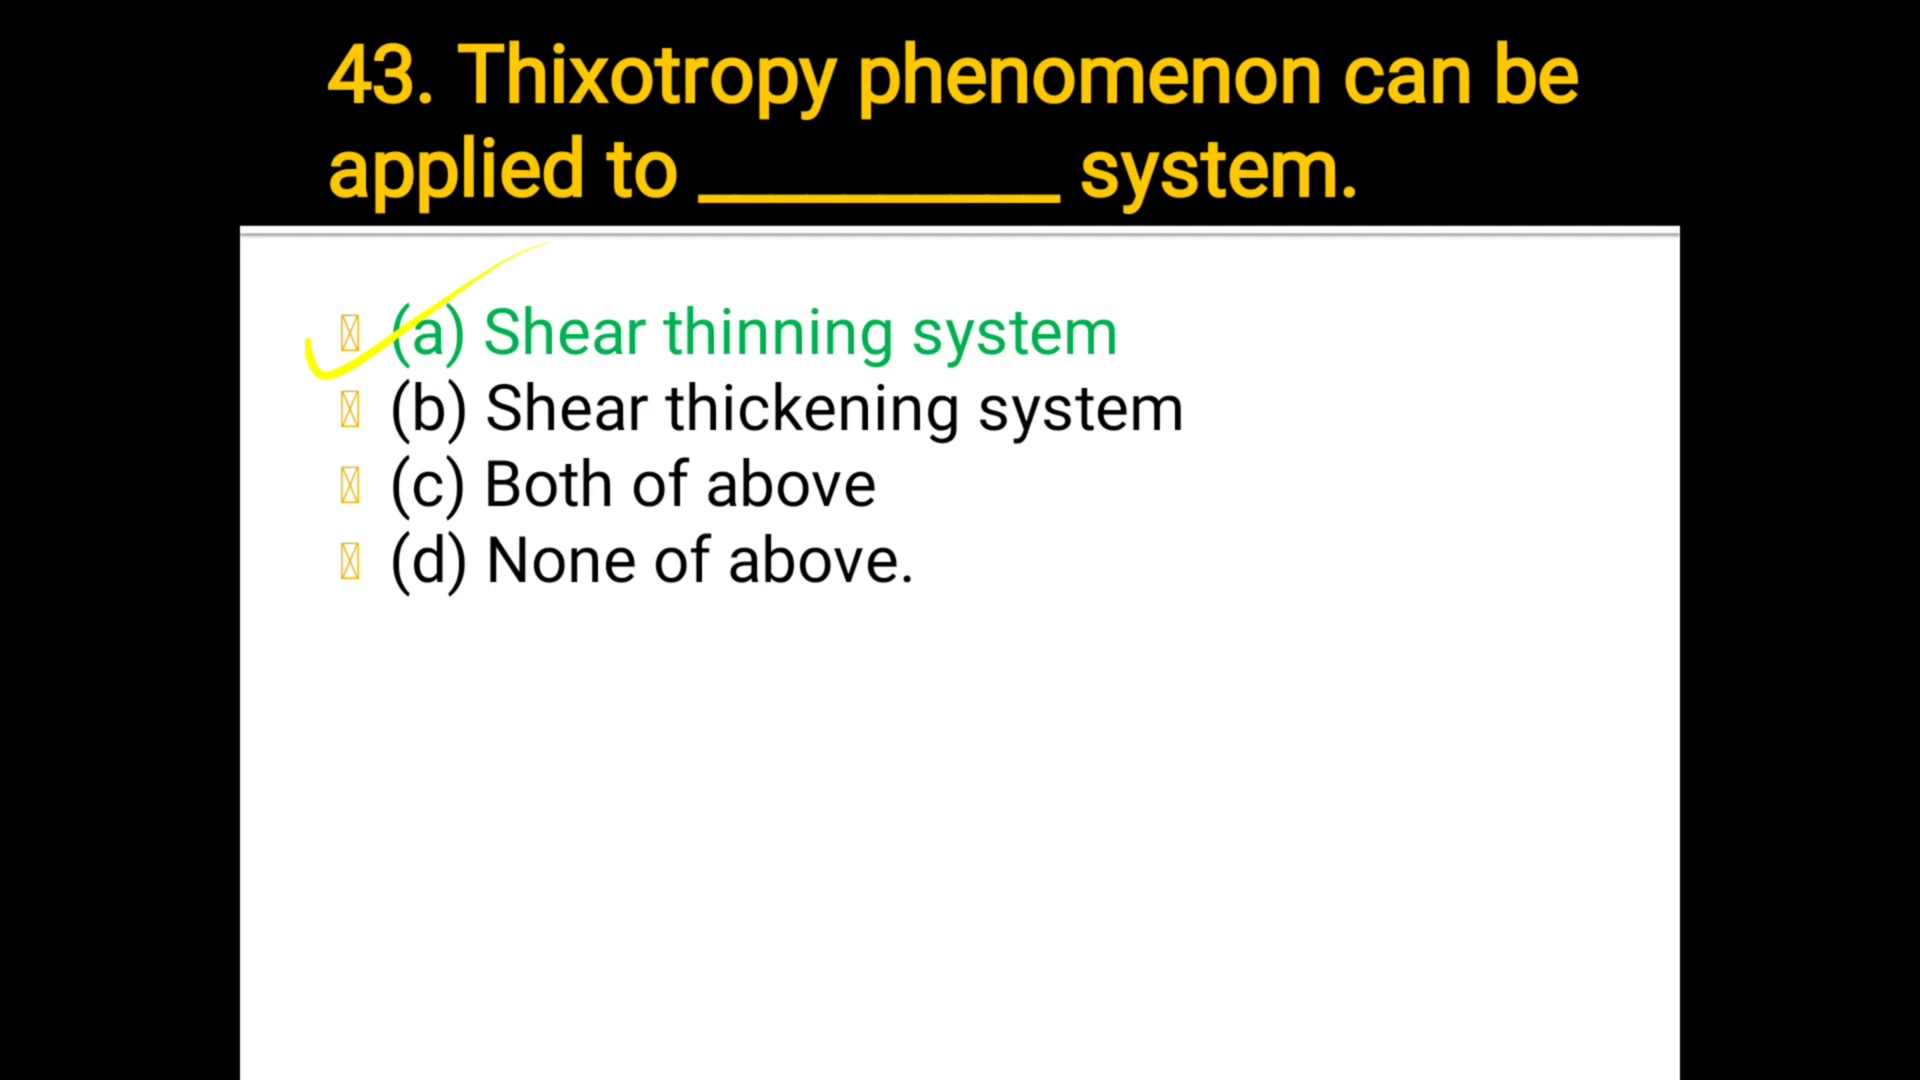 43. Thixotropy phenomenon can be
applied to __________ system.
(a) Shear thinning system
(b) Shear thickening system
(c) Both of above
(d) None of above.